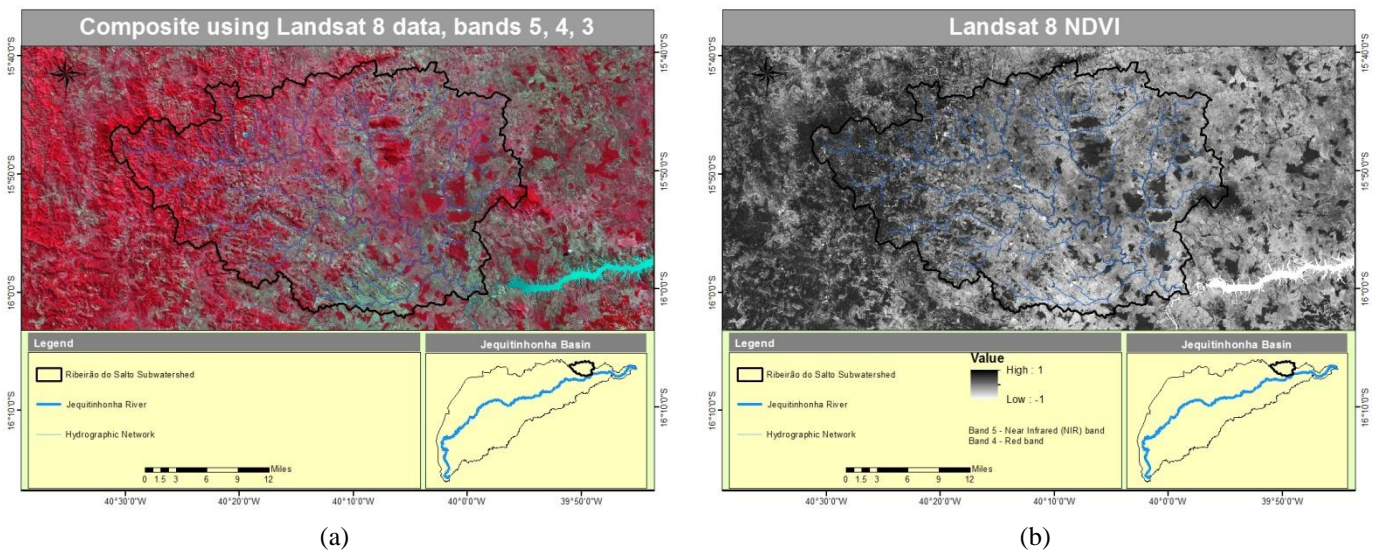 Composite using Landsat 8 data, bands 5, 4, 3
15°40'0"S
15°40'0"S
15°50'0"S
15°50'0"S
16°0'0"S
16°0'0"S
16°10'0"S
Legend
Ribeirão do Salto Subwatershed
Jequitinhonha River
Hydrographic Network
Miles
0 1.5 3 6 9 12
Jequitinhonha Basin
40°30'0"W 40°20'0"W 40°10'0"W 40°0'0"W 39°50'0"W
(a)
Landsat 8 NDVI
15°40'0"S
15°40'0"S
15°50'0"S
15°50'0"S
16°0'0"S
16°0'0"S
16°10'0"S
Legend
Ribeirão do Salto Subwatershed
Jequitinhonha River
Hydrographic Network
Value
High : 1
Low : -1
Band 5 - Near Infrared (NIR) band
Band 4 - Red band
Miles
0 1.5 3 6 9 12
Jequitinhonha Basin
40°30'0"W 40°20'0"W 40°10'0"W 40°0'0"W 39°50'0"W
(b)